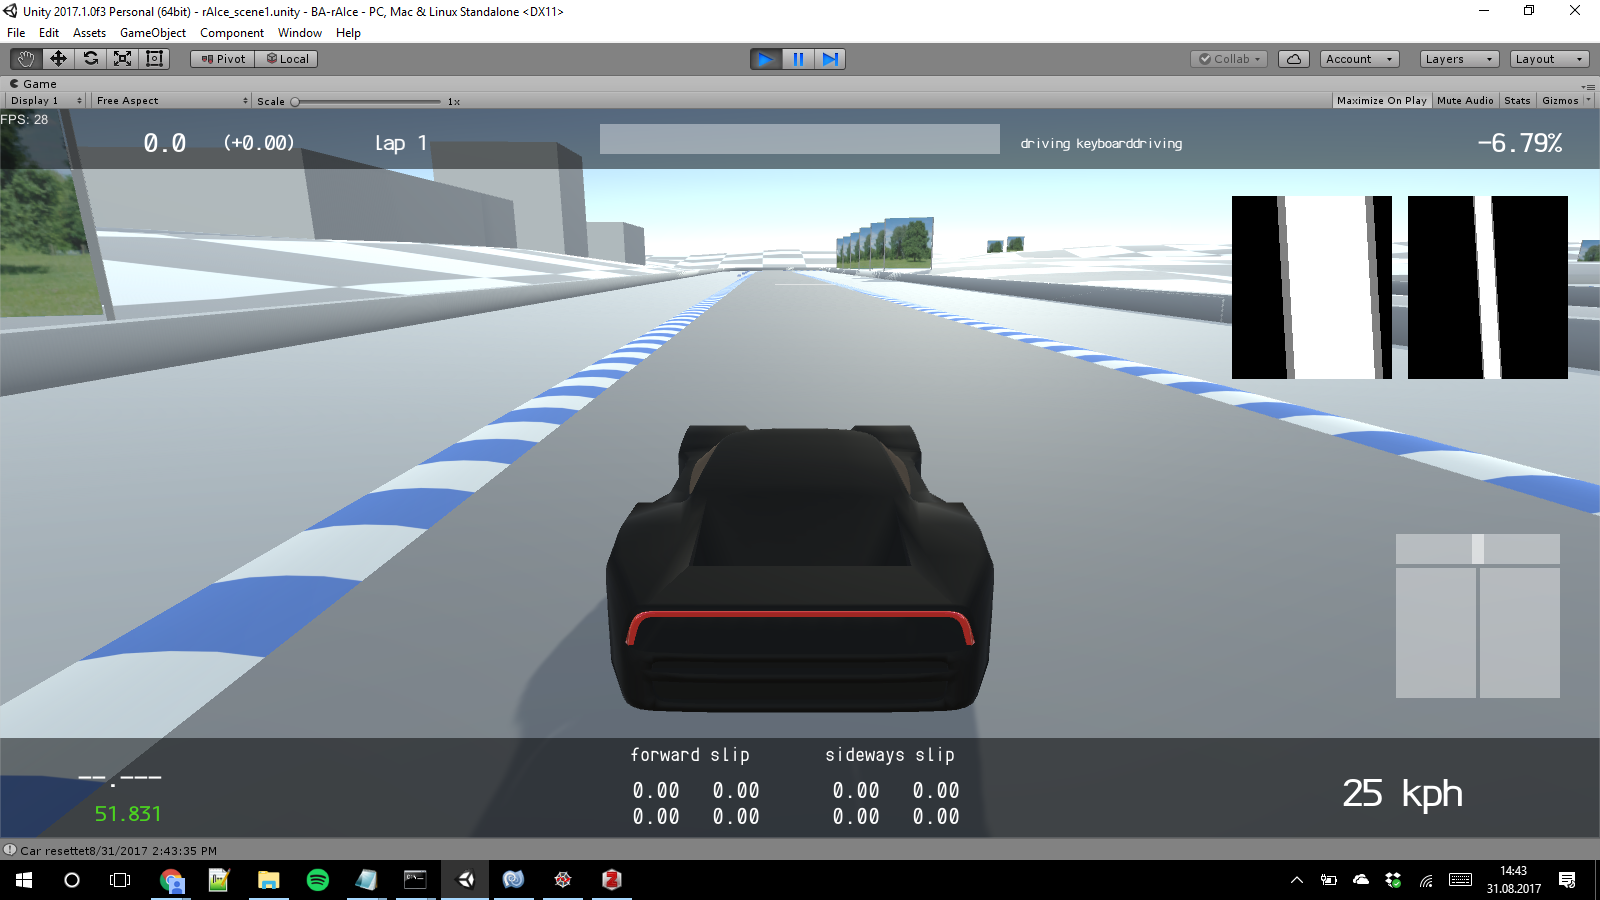 Unity 2017.1.0f3 Personal (64bit) - rAIce_scene1.unity - BA-rAIce - PC, Mac & Linux Standalone <DX11>
File Edit Assets GameObject Component Window Help
Pivot Local Collab Account Layers Layout
Game
Display 1 Free Aspect Scale 1x Maximize On Play Mute Audio Stats Gizmos
FPS: 28
0.0 (+0.00) lap 1 driving keyboarddriving -6.79%
forward slip sideways slip
--.---
0.00 0.00 0.00 0.00
25 kph
51.831
0.00 0.00 0.00 0.00
Car resettet8/31/2017 2:43:35 PM
14:43
31.08.2017